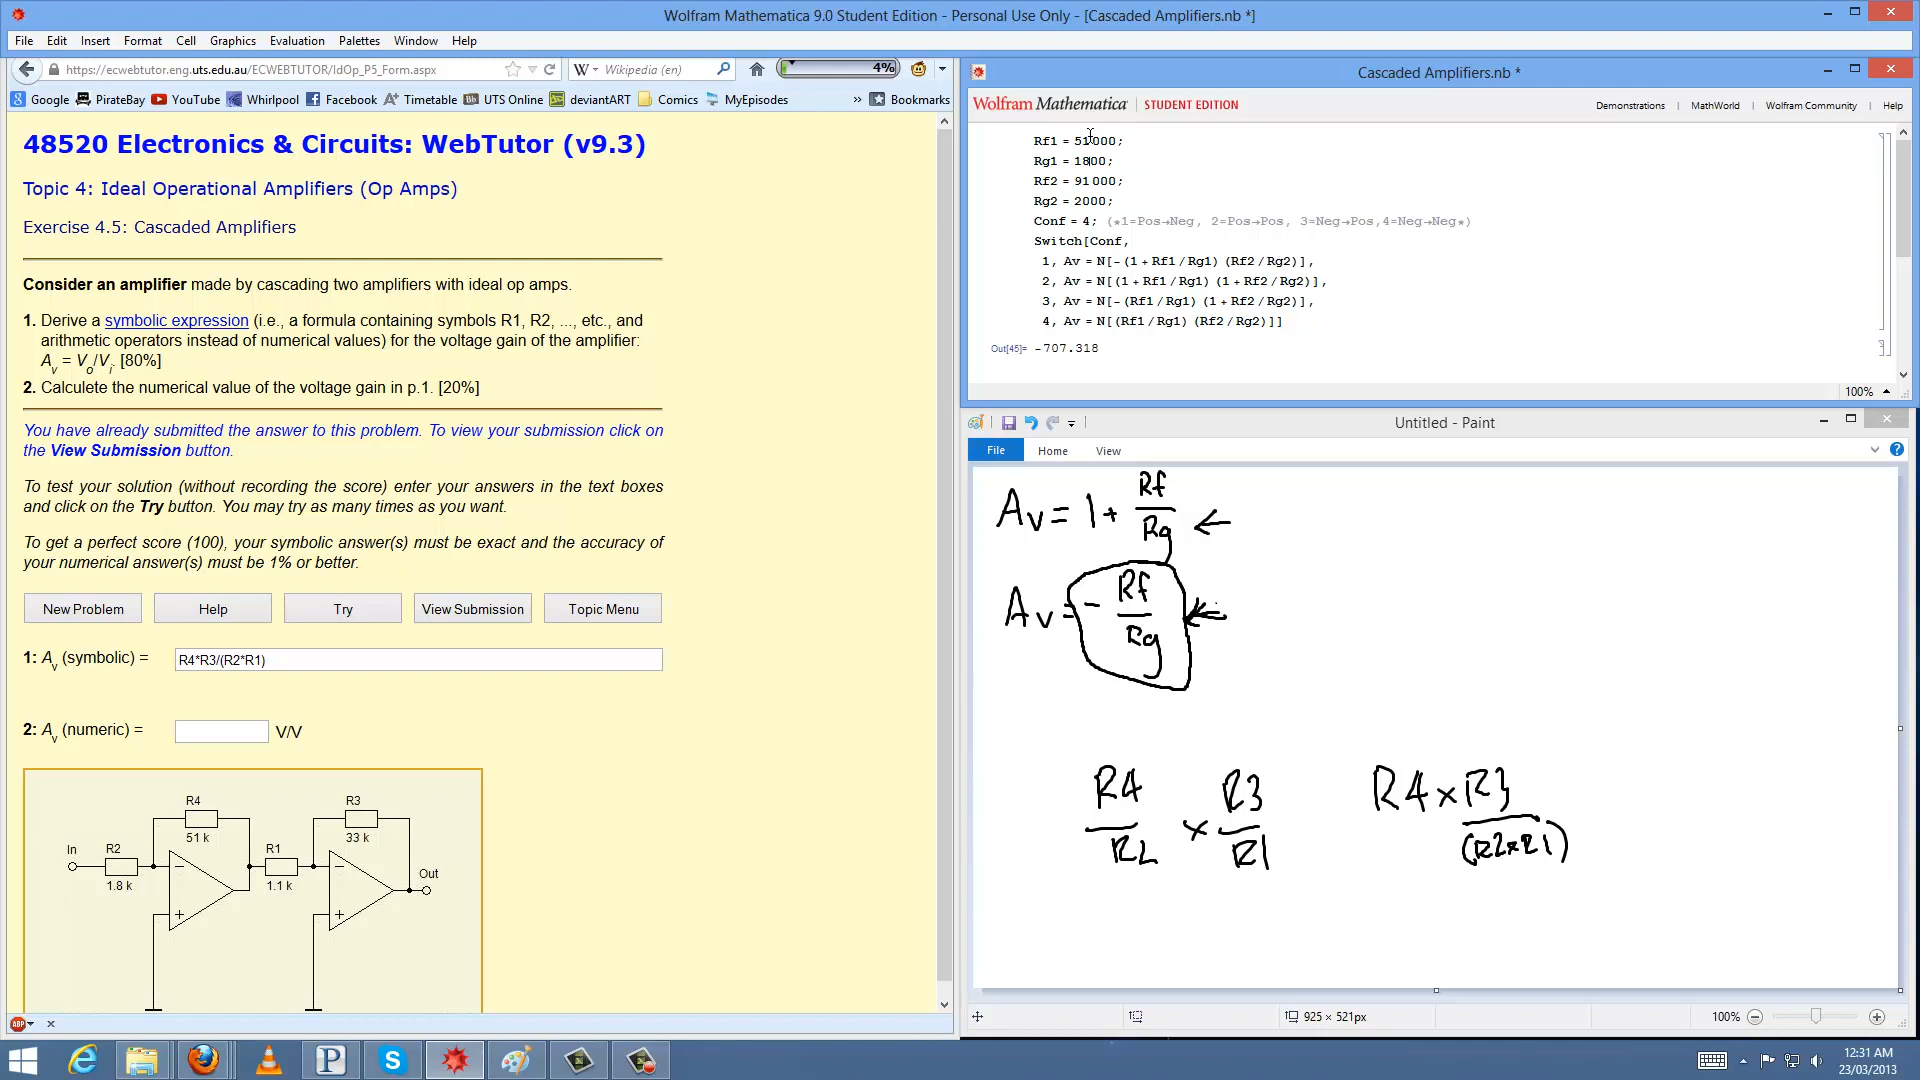 Wolfram Mathematica 9.0 Student Edition - Personal Use Only - [Cascaded Amplifiers.nb *]
File Edit Insert Format Cell Graphics Evaluation Palettes Window Help
https://ecwebtutor.eng.uts.edu.au/ECWEBTUTOR/IdOp_P5_Form.aspx
Wikipedia (en)
4%
Google PirateBay YouTube Whirlpool Facebook Timetable UTS Online deviantART Comics MyEpisodes » Bookmarks
48520 Electronics & Circuits: WebTutor (v9.3)
Topic 4: Ideal Operational Amplifiers (Op Amps)
Exercise 4.5: Cascaded Amplifiers
Consider an amplifier made by cascading two amplifiers with ideal op amps.
1. Derive a symbolic expression (i.e., a formula containing symbols R1, R2, ..., etc., and
arithmetic operators instead of numerical values) for the voltage gain of the amplifier:
Av = Vo/Vi. [80%]
2. Calculate the numerical value of the voltage gain in p.1. [20%]
You have already submitted the answer to this problem. To view your submission click on
the View Submission button.
To test your solution (without recording the score) enter your answers in the text boxes
and click on the Try button. You may try as many times as you want.
To get a perfect score (100), your symbolic answer(s) must be exact and the accuracy of
your numerical answer(s) must be 1% or better.
New Problem Help Try View Submission Topic Menu
1: Av (symbolic) = R4*R3/(R2*R1)
2: Av (numeric) = V/V
R4 R3
51 k 33 k
In R2 R1 Out
1.8 k 1.1 k
− −
+ +
ABP
Cascaded Amplifiers.nb *
Wolfram Mathematica | STUDENT EDITION
Demonstrations | MathWorld | Wolfram Community | Help
Rf1 = 51000;
Rg1 = 1800;
Rf2 = 91000;
Rg2 = 2000;
Conf = 4; (*1=Pos→Neg, 2=Pos→Pos, 3=Neg→Pos,4=Neg→Neg*)
Switch[Conf,
1, Av = N[-(1 + Rf1/Rg1) (Rf2/Rg2)],
2, Av = N[(1 + Rf1/Rg1) (1 + Rf2/Rg2)],
3, Av = N[-(Rf1/Rg1) (1 + Rf2/Rg2)],
4, Av = N[(Rf1/Rg1) (Rf2/Rg2)]]
Out[45]= -707.318
100%
Untitled - Paint
File Home View
Av = 1 + Rf
Rg
Av = - Rf
Rg
R4 × R3
R2 R1
R4 × R3
(R2×R1)
925 × 521px
100%
12:31 AM
23/03/2013